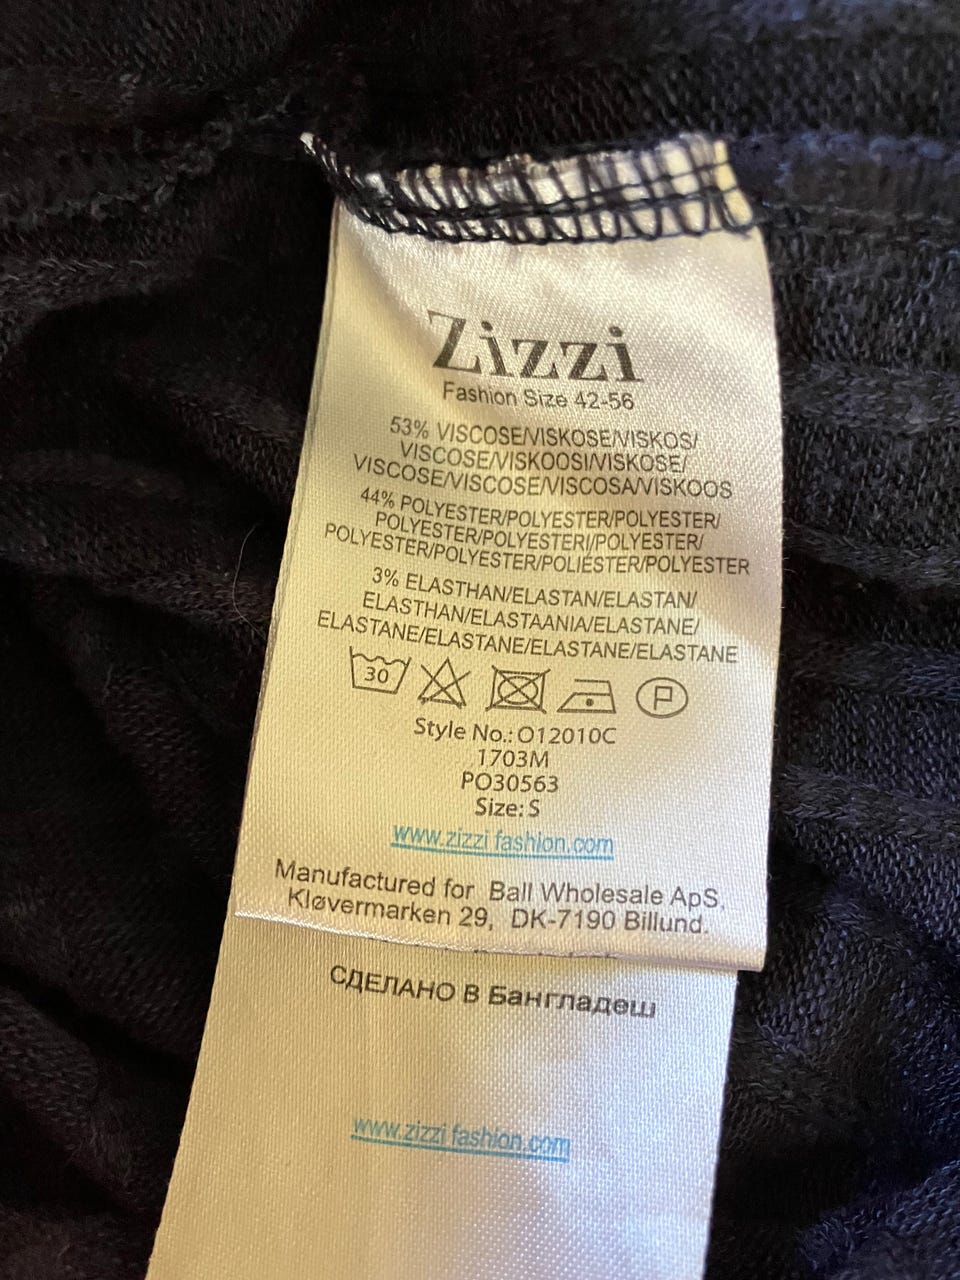 Zizzi
Fashion Size 42-56
53% VISCOSE/VISKOSE/VISKOS/
VISCOSE/VISKOOSI/VISKOSE/
VISCOSE/VISCOSE/VISCOSA/VISKOOS
44% POLYESTER/POLYESTER/POLYESTER/
POLYESTER/POLYESTERI/POLYESTER/
POLYESTER/POLYESTER/POLIÉSTER/POLYESTER
3% ELASTHAN/ELASTAN/ELASTAN/
ELASTHAN/ELASTAANIA/ELASTANE/
ELASTANE/ELASTANE/ELASTANE/ELASTANE
30 P
Style No.: O12010C
1703M
PO30563
Size: S
www.zizzi fashion.com
Manufactured for Ball Wholesale ApS,
Kløvermarken 29, DK-7190 Billund.
СДЕЛАНО В Бангладеш
www.zizzi fashion.com